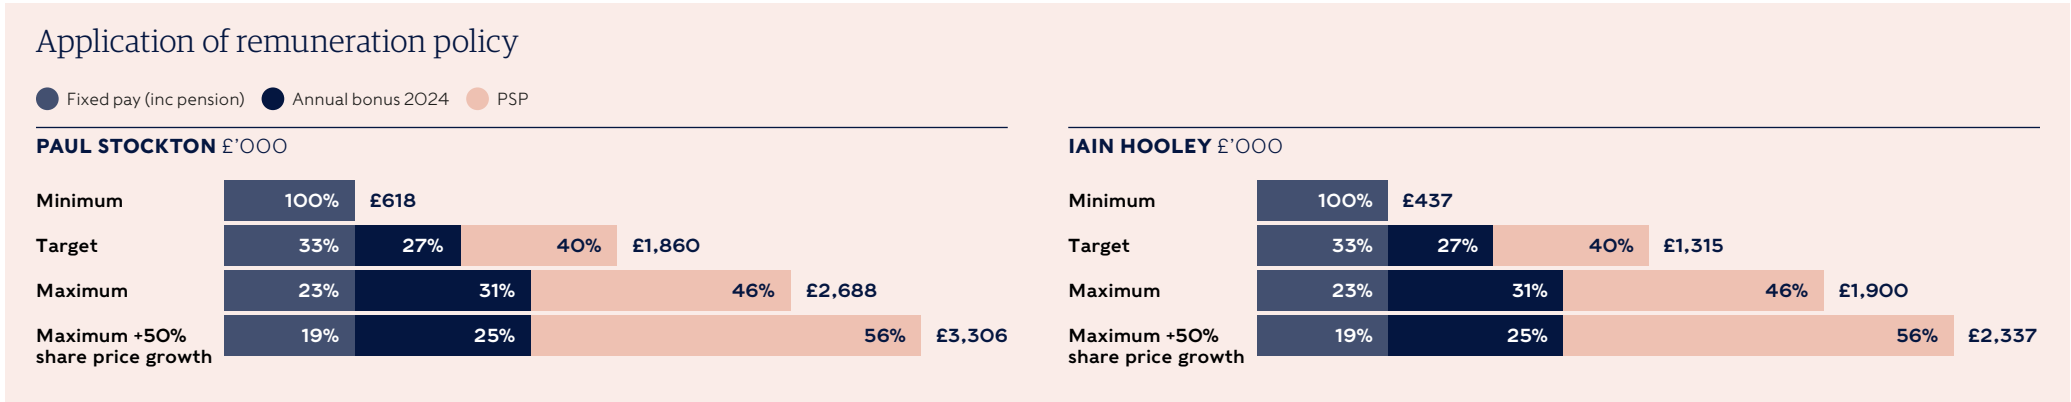 Application of remuneration policy
Fixed pay (inc pension) Annual bonus 2024 PSP
PAUL STOCKTON £’000
Minimum 100% £618
Target 33% 27% 40% £1,860
Maximum 23% 31% 46% £2,688
Maximum +50% 19% 25% 56% £3,306
share price growth
IAIN HOOLEY £’000
Minimum 100% £437
Target 33% 27% 40% £1,315
Maximum 23% 31% 46% £1,900
Maximum +50% 19% 25% 56% £2,337
share price growth